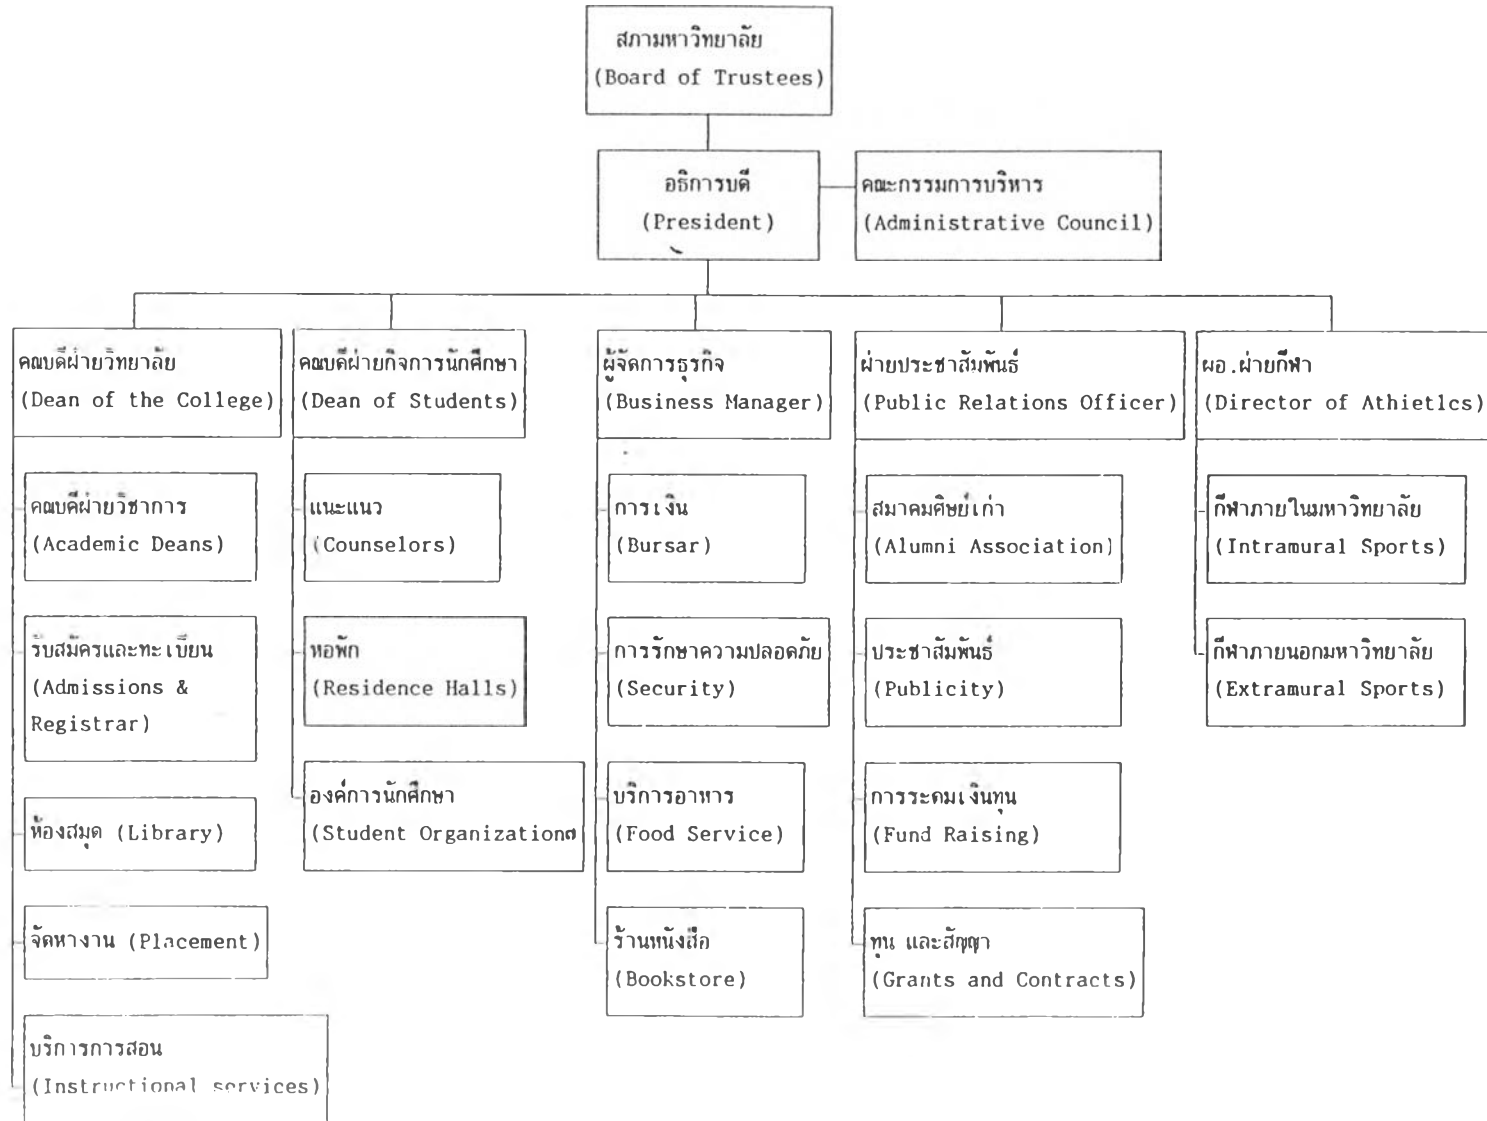 สภามหาวิทยาลัย
(Board of Trustees)
อธิการบดี
(President)
คณะกรรมการบริหาร
(Administrative Council)
คณบดีฝ่ายวิทยาลัย
(Dean of the College)
คณบดีฝ่ายกิจการนักศึกษา
(Dean of Students)
ผู้จัดการธุรกิจ
(Business Manager)
ฝ่ายประชาสัมพันธ์
(Public Relations Officer)
ผอ.ฝ่ายกีฬา
(Director of Athietlcs)
คณบดีฝ่ายวิชาการ
(Academic Deans)
รับสมัครและทะเบียน
(Admissions &
Registrar)
ห้องสมุด (Library)
จัดหางาน (Placement)
บริการการสอน
(Instructional services)
แนะแนว
(Counselors)
หอพัก
(Residence Halls)
องค์การนักศึกษา
(Student Organization
การเงิน
(Bursar)
การรักษาความปลอดภัย
(Security)
บริการอาหาร
(Food Service)
ร้านหนังสือ
(Bookstore)
สมาคมศิษย์เก่า
(Alumni Association)
ประชาสัมพันธ์
(Publicity)
การระดมเงินทุน
(Fund Raising)
ทุน และสัญญา
(Grants and Contracts)
กีฬาภายในมหาวิทยาลัย
(Intramural Sports)
กีฬาภายนอกมหาวิทยาลัย
(Extramural Sports)